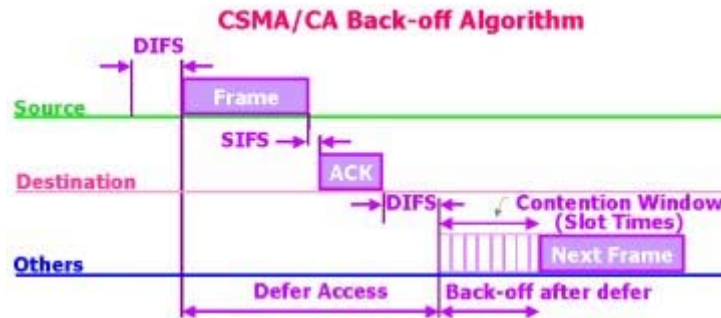 CSMA/CA Back-off Algorithm
DIFS
Frame
Source
SIFS
ACK
Destination
DIFS
Contention Window
(Slot Times)
Next Frame
Others
Defer Access
Back-off after defer